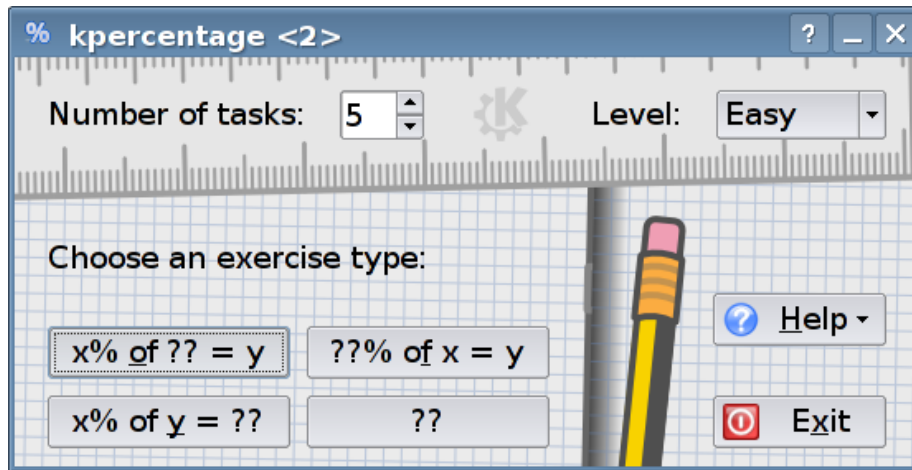 % kpercentage <2>
Number of tasks: 5 Level: Easy
Choose an exercise type:
x% of ?? = y ??% of x = y
Help
x% of y = ?? ??
Exit